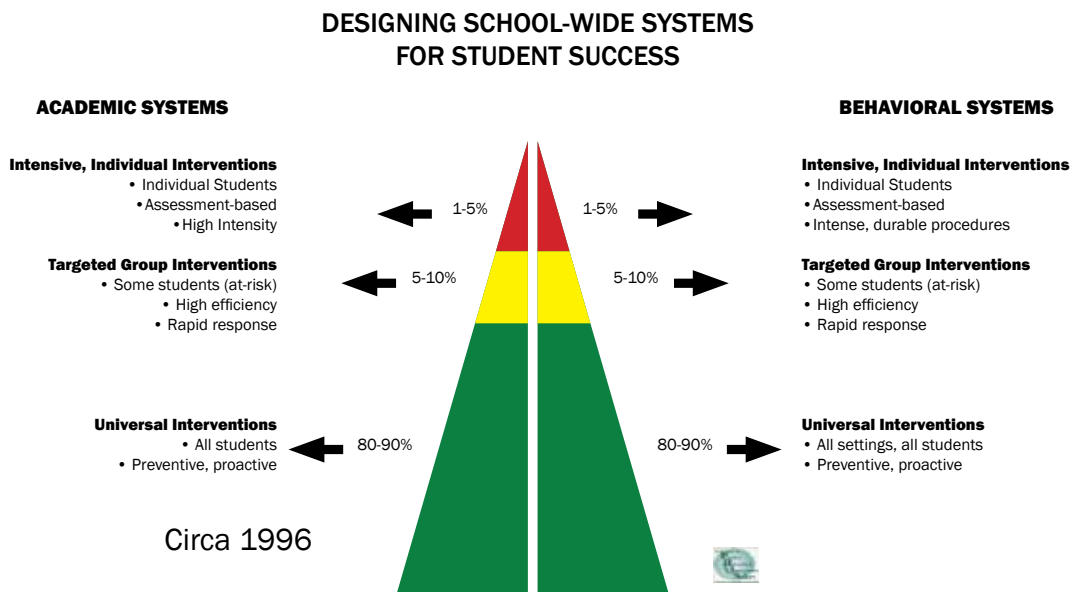 DESIGNING SCHOOL-WIDE SYSTEMS
FOR STUDENT SUCCESS
ACADEMIC SYSTEMS
Intensive, Individual Interventions
• Individual Students
•Assessment-based
•High Intensity
1-5%
Targeted Group Interventions
• Some students (at-risk)
• High efficiency
• Rapid response
5-10%
Universal Interventions
• All students
• Preventive, proactive
80-90%
BEHAVIORAL SYSTEMS
Intensive, Individual Interventions
• Individual Students
•Assessment-based
•Intense, durable procedures
1-5%
Targeted Group Interventions
• Some students (at-risk)
• High efficiency
• Rapid response
5-10%
Universal Interventions
• All settings, all students
• Preventive, proactive
80-90%
Circa 1996